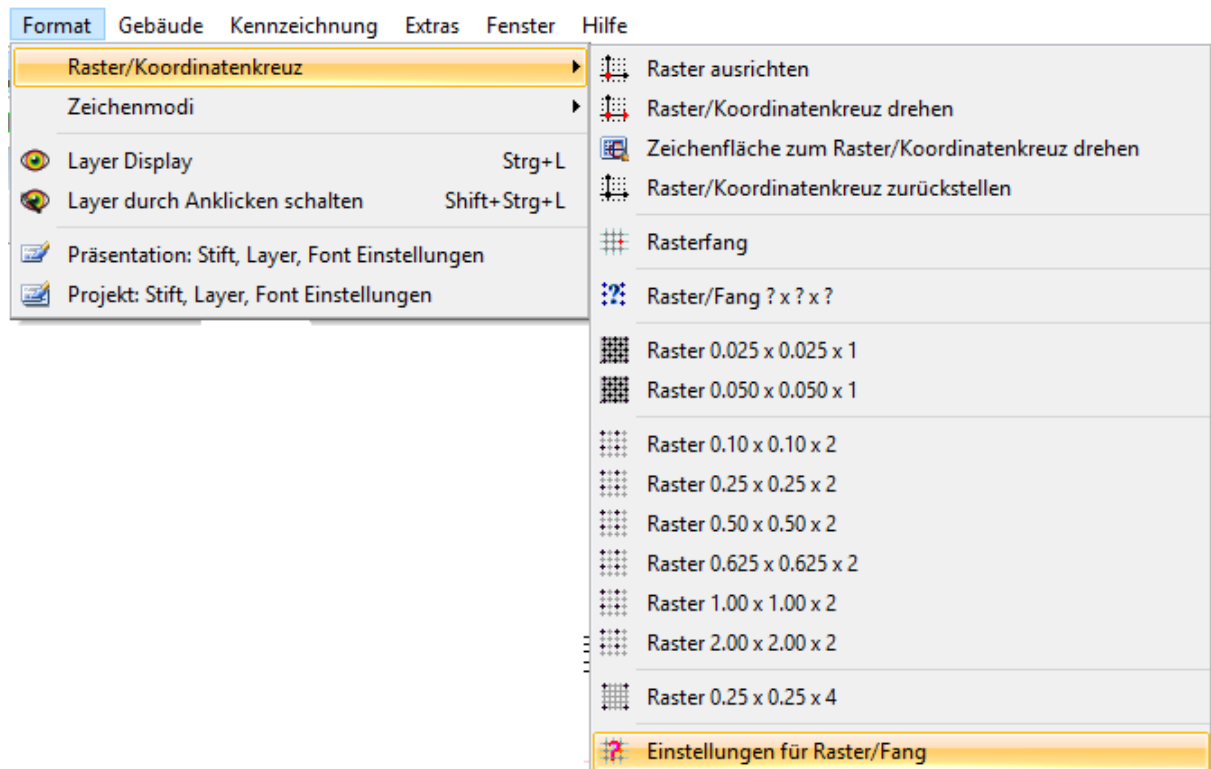 Format Gebäude Kennzeichnung Extras Fenster Hilfe
Raster/Koordinatenkreuz
Zeichenmodi
Layer Display Strg+L
Layer durch Anklicken schalten Shift+Strg+L
Präsentation: Stift, Layer, Font Einstellungen
Projekt: Stift, Layer, Font Einstellungen
Raster ausrichten
Raster/Koordinatenkreuz drehen
Zeichenfläche zum Raster/Koordinatenkreuz drehen
Raster/Koordinatenkreuz zurückstellen
Rasterfang
Raster/Fang ? x ? x ?
Raster 0.025 x 0.025 x 1
Raster 0.050 x 0.050 x 1
Raster 0.10 x 0.10 x 2
Raster 0.25 x 0.25 x 2
Raster 0.50 x 0.50 x 2
Raster 0.625 x 0.625 x 2
Raster 1.00 x 1.00 x 2
Raster 2.00 x 2.00 x 2
Raster 0.25 x 0.25 x 4
Einstellungen für Raster/Fang